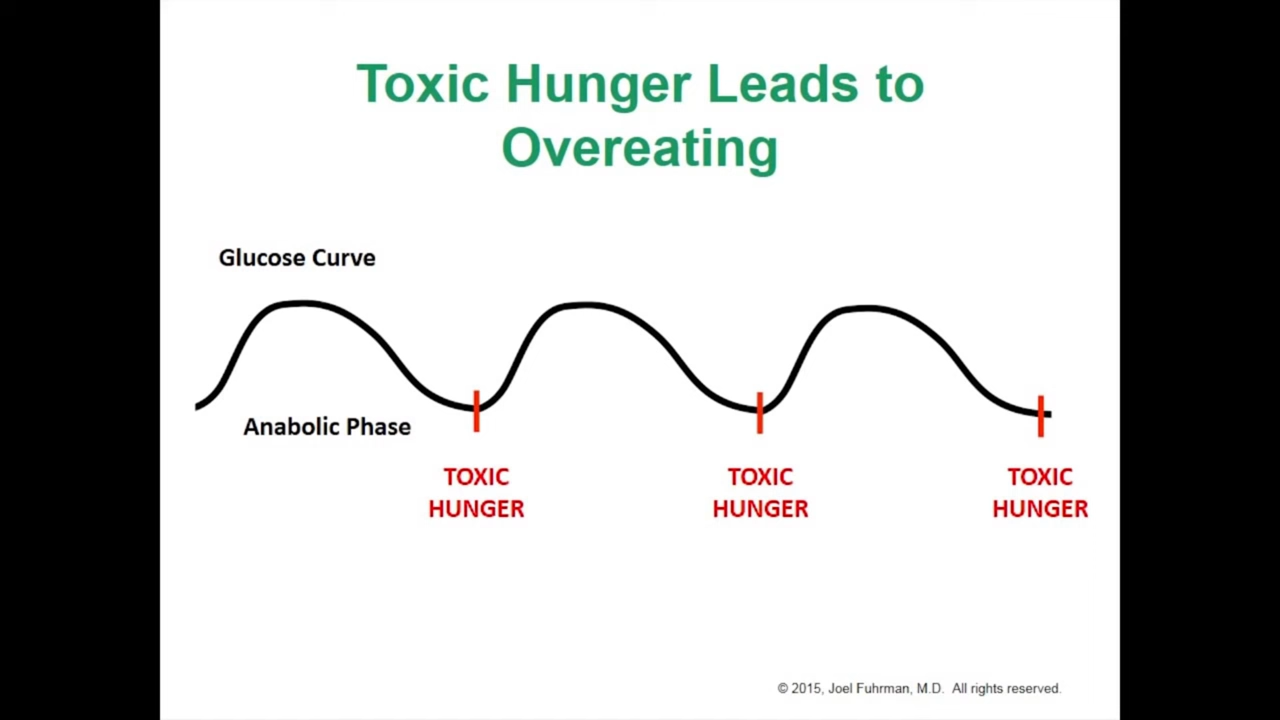 Toxic Hunger Leads to
Overeating
Glucose Curve
Anabolic Phase
TOXIC
HUNGER
TOXIC
HUNGER
TOXIC
HUNGER
© 2015, Joel Fuhrman, M.D. All rights reserved.